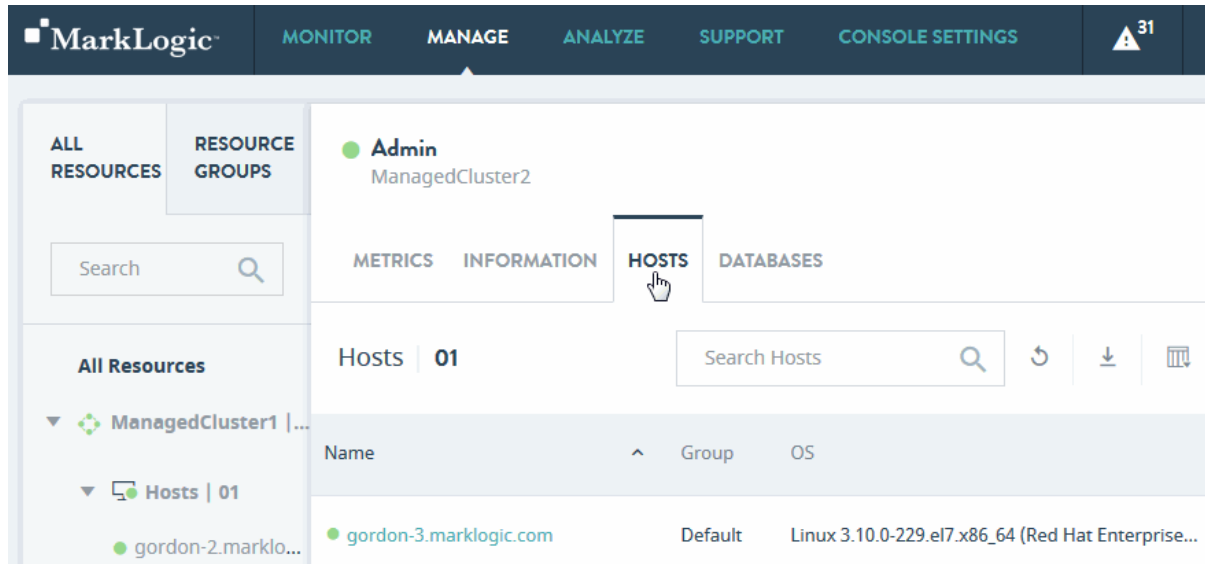 MarkLogic™ MONITOR MANAGE ANALYZE SUPPORT CONSOLE SETTINGS 31
ALL RESOURCES
RESOURCE GROUPS
Search
All Resources
ManagedCluster1 |...
Hosts | 01
gordon-2.marklo...
Admin
ManagedCluster2
METRICS INFORMATION HOSTS DATABASES
Hosts | 01 Search Hosts
Name Group OS
gordon-3.marklogic.com Default Linux 3.10.0-229.el7.x86_64 (Red Hat Enterprise...